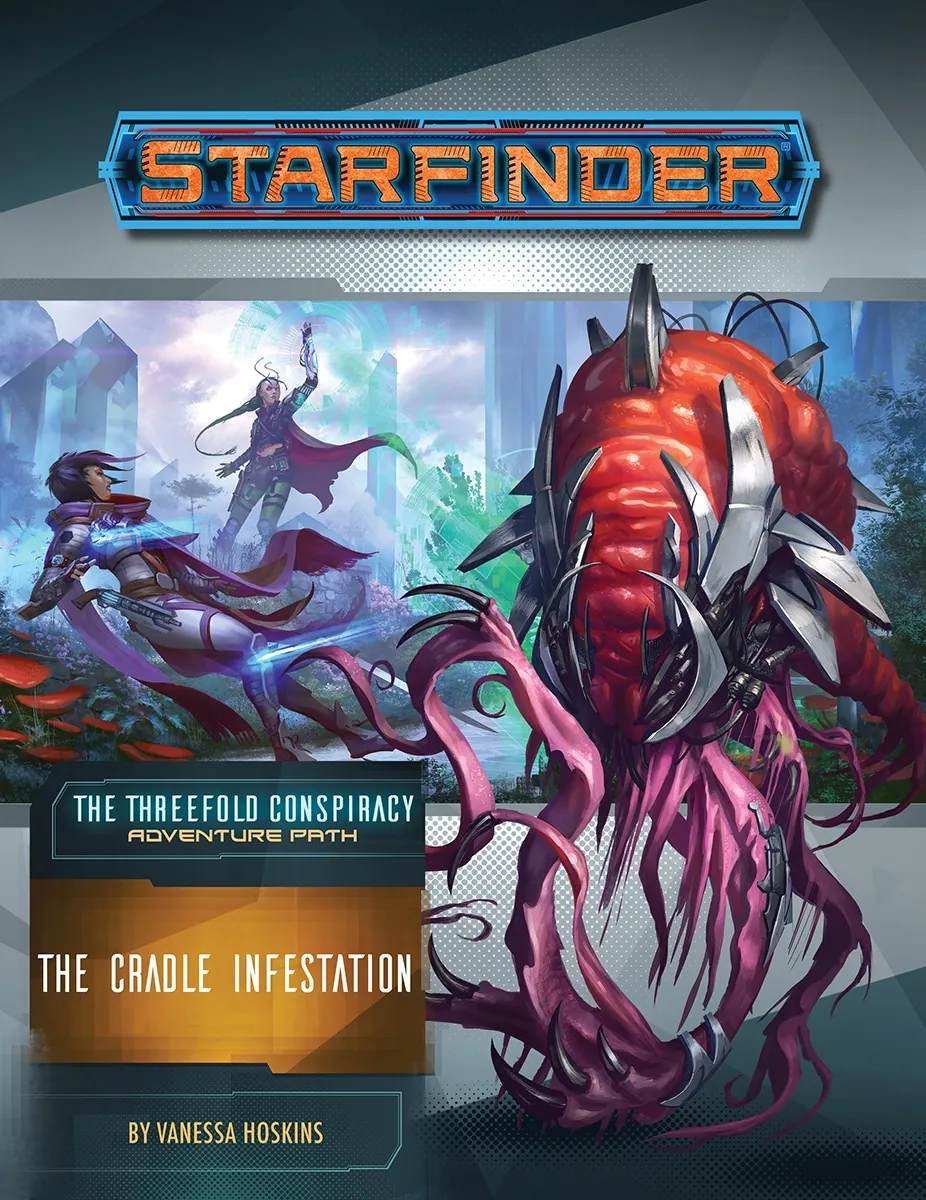 STARFINDER
THE THREEFOLD CONSPIRACY
ADVENTURE PATH
THE CRADLE INFESTATION
BY VANESSA HOSKINS